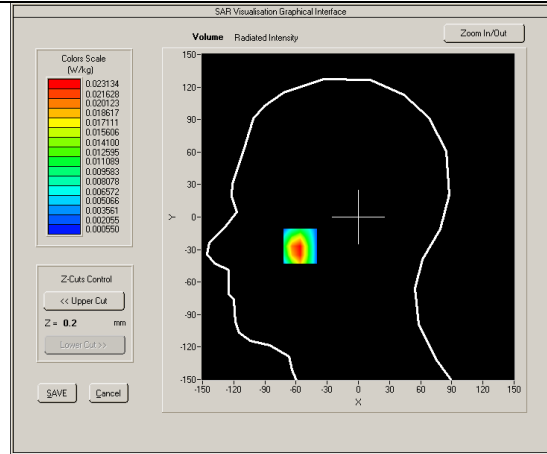 SAR Visualisation Graphical Interface
Volume Radiated Intensity
Zoom In/Out
Colors Scale
(W/kg)
0.023134
0.021628
0.020123
0.018617
0.017111
0.015606
0.014100
0.012595
0.011089
0.009583
0.008078
0.006572
0.005066
0.003561
0.002055
0.000550
Z-Cuts Control
<< Upper Cut
Z = 0.2 mm
Lower Cut >>
SAVE Cancel
150
120
90
60
30
0
-30
-60
-90
-120
-150
Y
-150 -120 -90 -60 -30 0 30 60 90 120 150
X